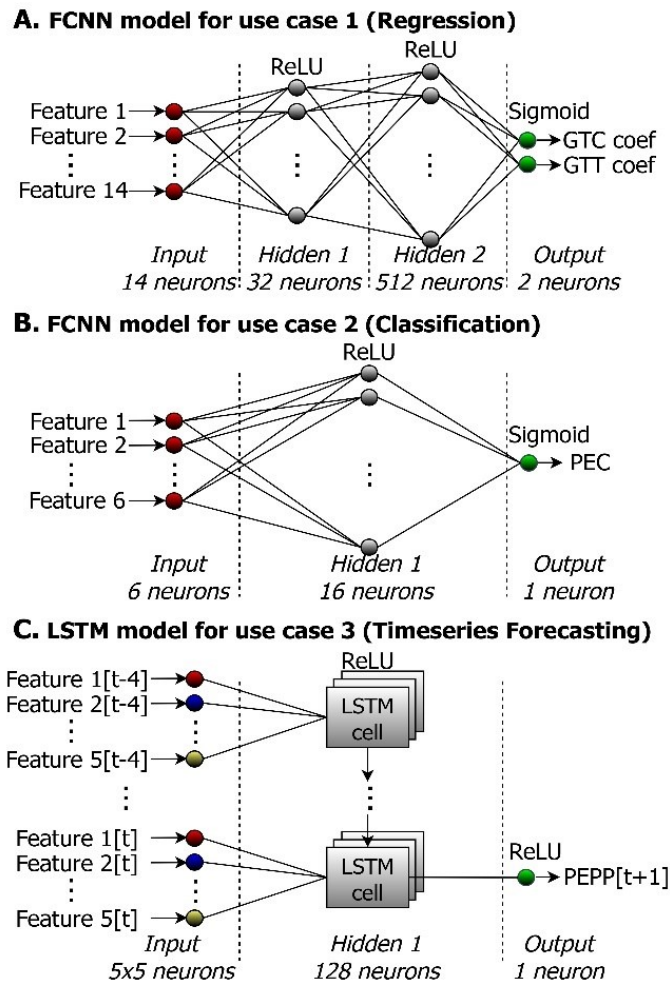 A. FCNN model for use case 1 (Regression)
ReLU
ReLU
Sigmoid
Feature 1
Feature 2
Feature 14
GTC coef
GTT coef
Input
14 neurons
Hidden 1
32 neurons
Hidden 2
512 neurons
Output
2 neurons
B. FCNN model for use case 2 (Classification)
ReLU
Sigmoid
Feature 1
Feature 2
Feature 6
PEC
Input
6 neurons
Hidden 1
16 neurons
Output
1 neuron
C. LSTM model for use case 3 (Timeseries Forecasting)
ReLU
Feature 1[t-4]
Feature 2[t-4]
Feature 5[t-4]
LSTM
cell
Feature 1[t]
Feature 2[t]
Feature 5[t]
LSTM
cell
ReLU
PEPP[t+1]
Input
5x5 neurons
Hidden 1
128 neurons
Output
1 neuron